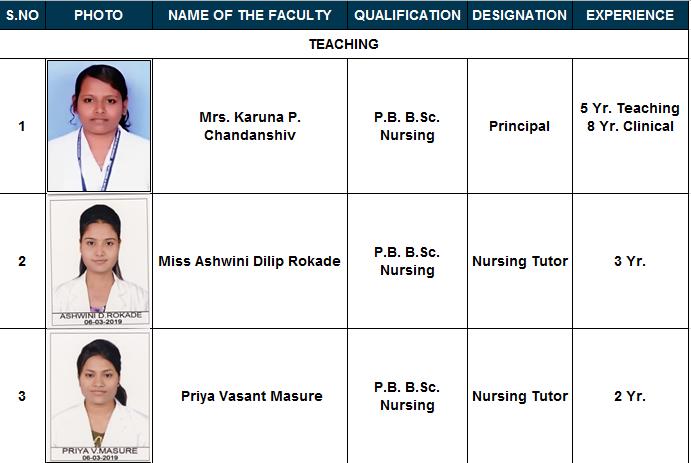 S.NO PHOTO NAME OF THE FACULTY QUALIFICATION DESIGNATION EXPERIENCE
TEACHING
1 Mrs. Karuna P. Chandanshiv P.B. B.Sc. Nursing Principal 5 Yr. Teaching 8 Yr. Clinical
2 Miss Ashwini Dilip Rokade P.B. B.Sc. Nursing Nursing Tutor 3 Yr.
ASHWINI D.ROKADE
06-03-2019
3 Priya Vasant Masure P.B. B.Sc. Nursing Nursing Tutor 2 Yr.
PRIYA V.MASURE
06-03-2019